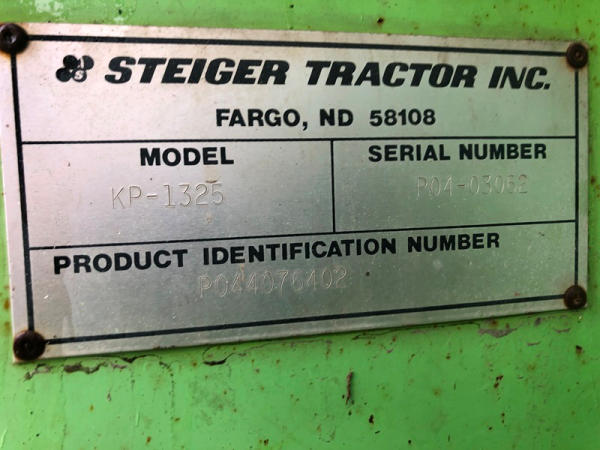 STEIGER TRACTOR INC.
FARGO, ND 58108
MODEL
SERIAL NUMBER
KP-1325
P04-03062
PRODUCT IDENTIFICATION NUMBER
P044076402